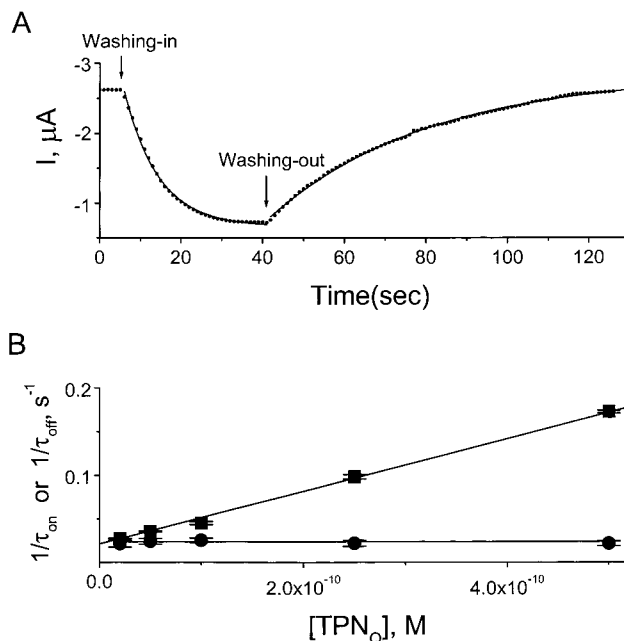 A
Washing-in
-3
-2
-1
I, μA
Washing-out
0 20 40 60 80 100 120
Time(sec)
B
0.2
0.1
0.0
1/τon or 1/τoff, s-1
2.0x10-10 4.0x10-10
[TPNQ], M